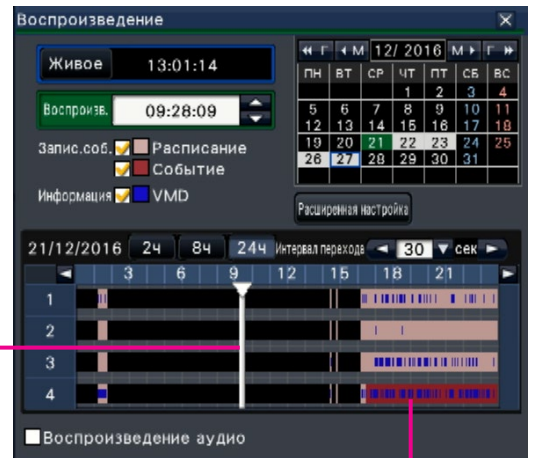 Воспроизведение
Живое 13:01:14
Воспроизв. 09:28:09
Запис.соб. Расписание
Событие
Информация VMD
Г М 12/ 2016 М Г
ПН ВТ СР ЧТ ПТ СБ ВС
1 2 3 4
5 6 7 8 9 10 11
12 13 14 15 16 17 18
19 20 21 22 23 24 25
26 27 28 29 30 31
Расширенная настройка
21/12/2016 2ч 8ч 24ч Интервал перехода 30 сек
3 6 9 12 15 18 21
1
2
3
4
Воспроизведение аудио